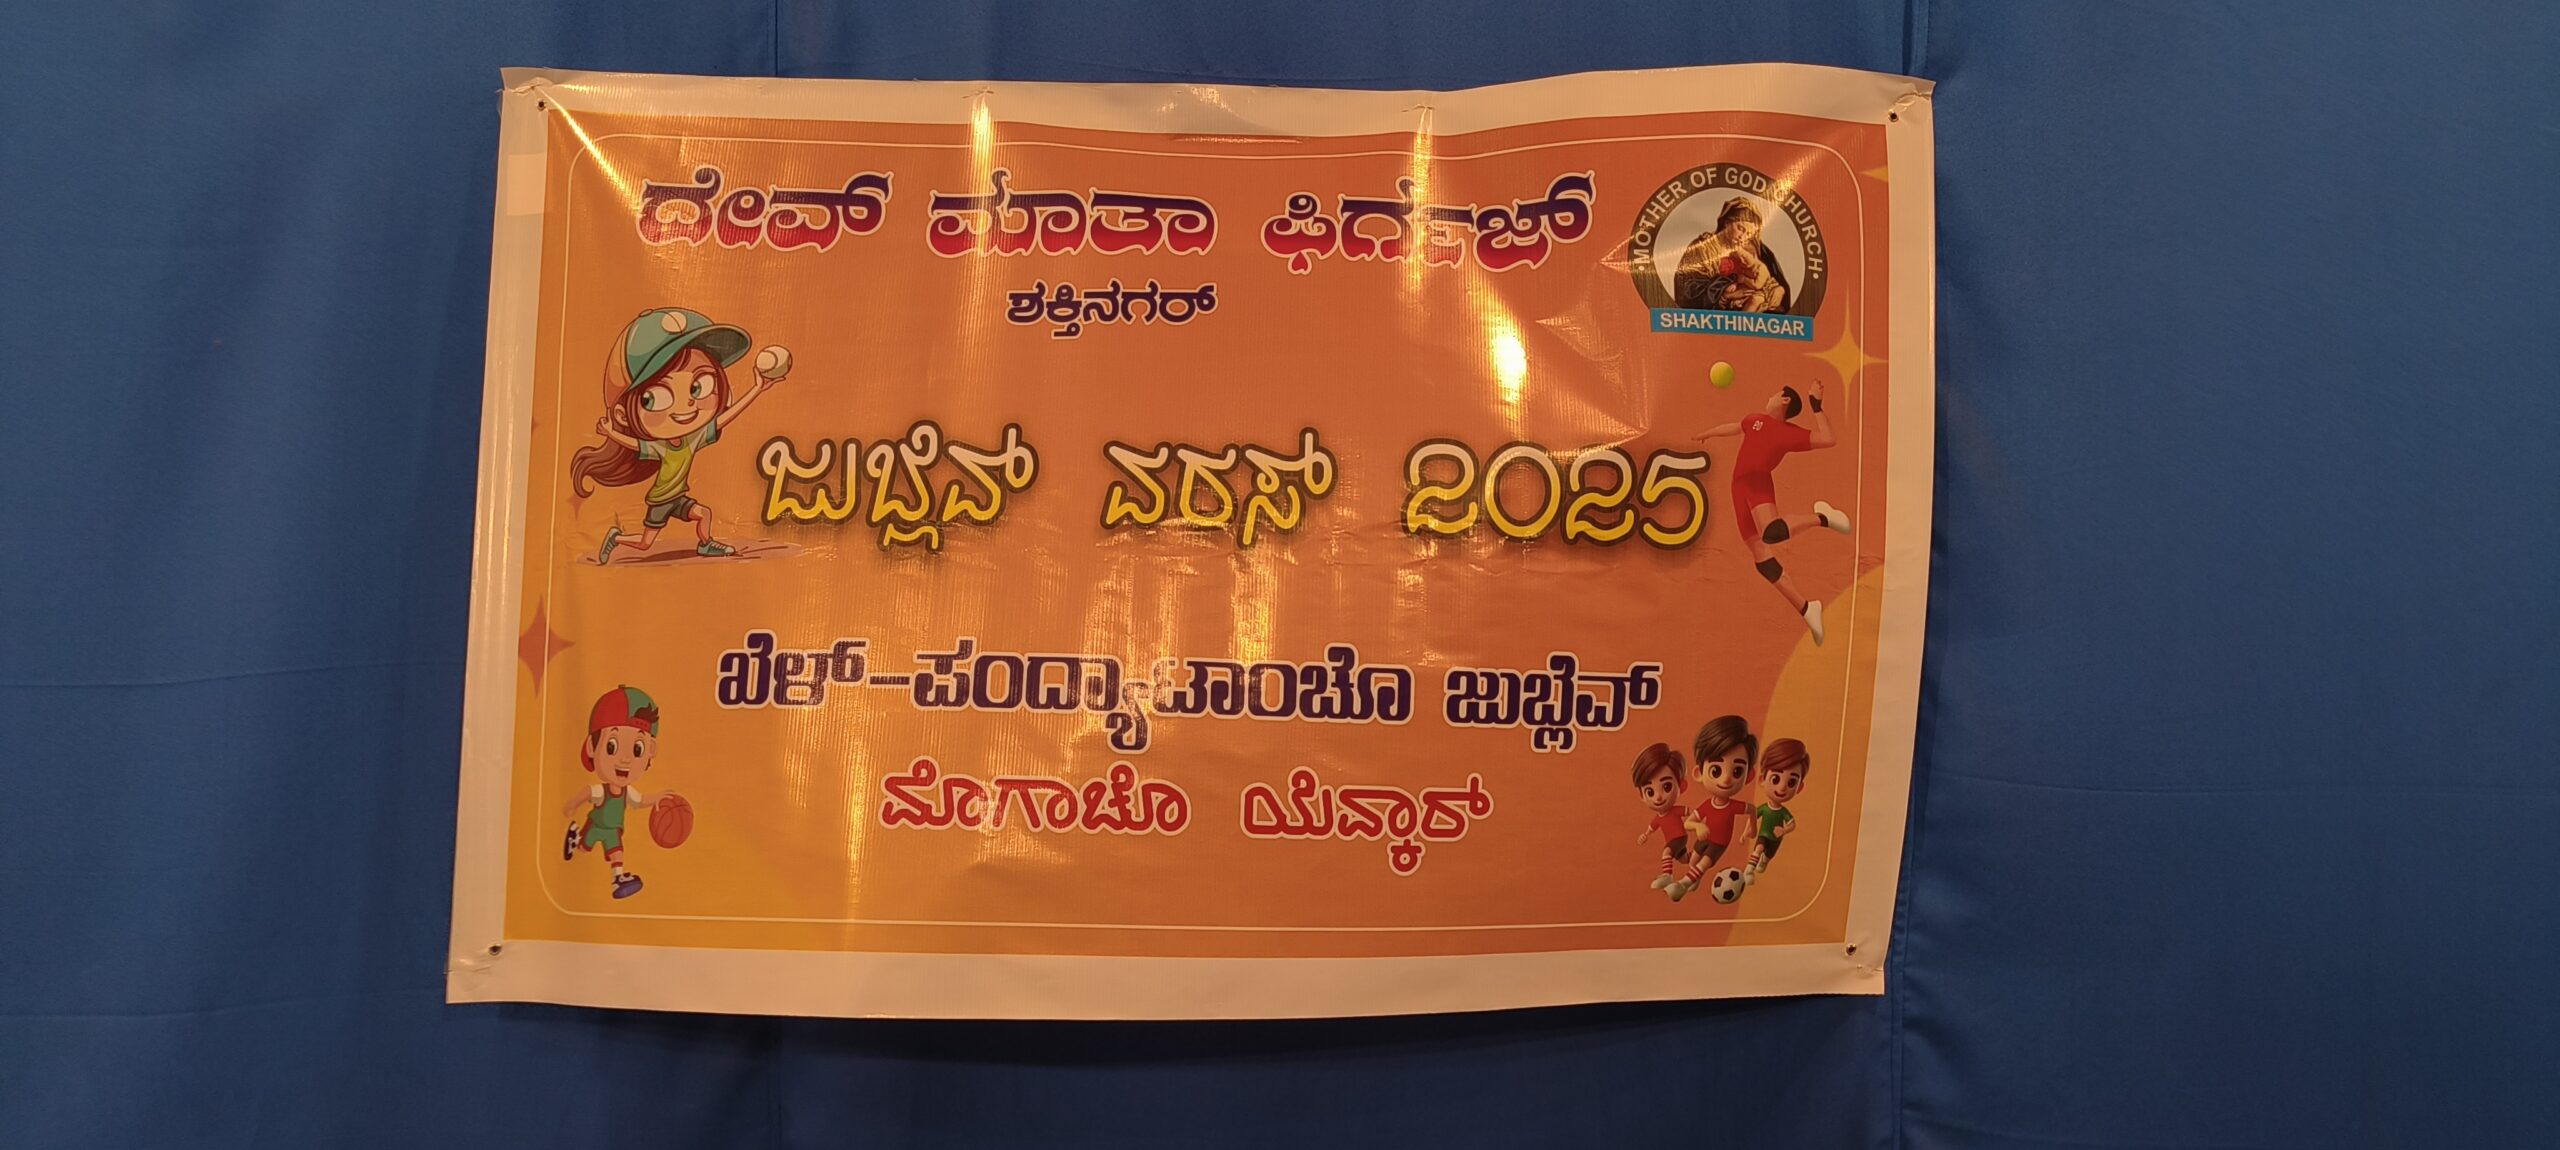 ದೇವ್ ಮಾತಾ ಫಿರ್ಗಜ್
ಶಕ್ತಿನಗರ್
MOTHER OF GOD CHURCH
SHAKTHINAGAR
ಜುಬ್ಲೆವ್ ವರಸ್ 2025
ಖೆಳ್-ಪಂದ್ಯಾಟಾಂಚೊ ಜುಬ್ಲೆವ್
ಮೊಗಾಚೊ ಯೆವ್ಕಾರ್